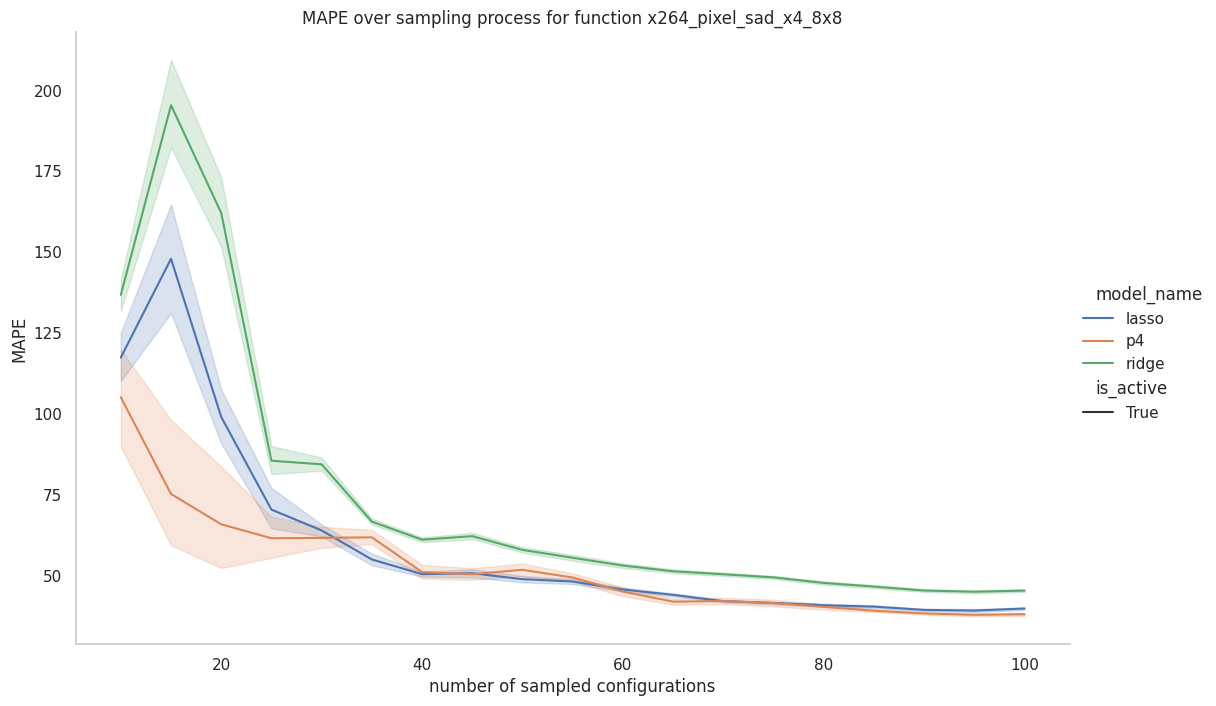 MAPE over sampling process for function x264_pixel_sad_x4_8x8
MAPE
200
175
150
125
100
75
50
20
40
60
80
100
number of sampled configurations
model_name
lasso
p4
ridge
is_active
True